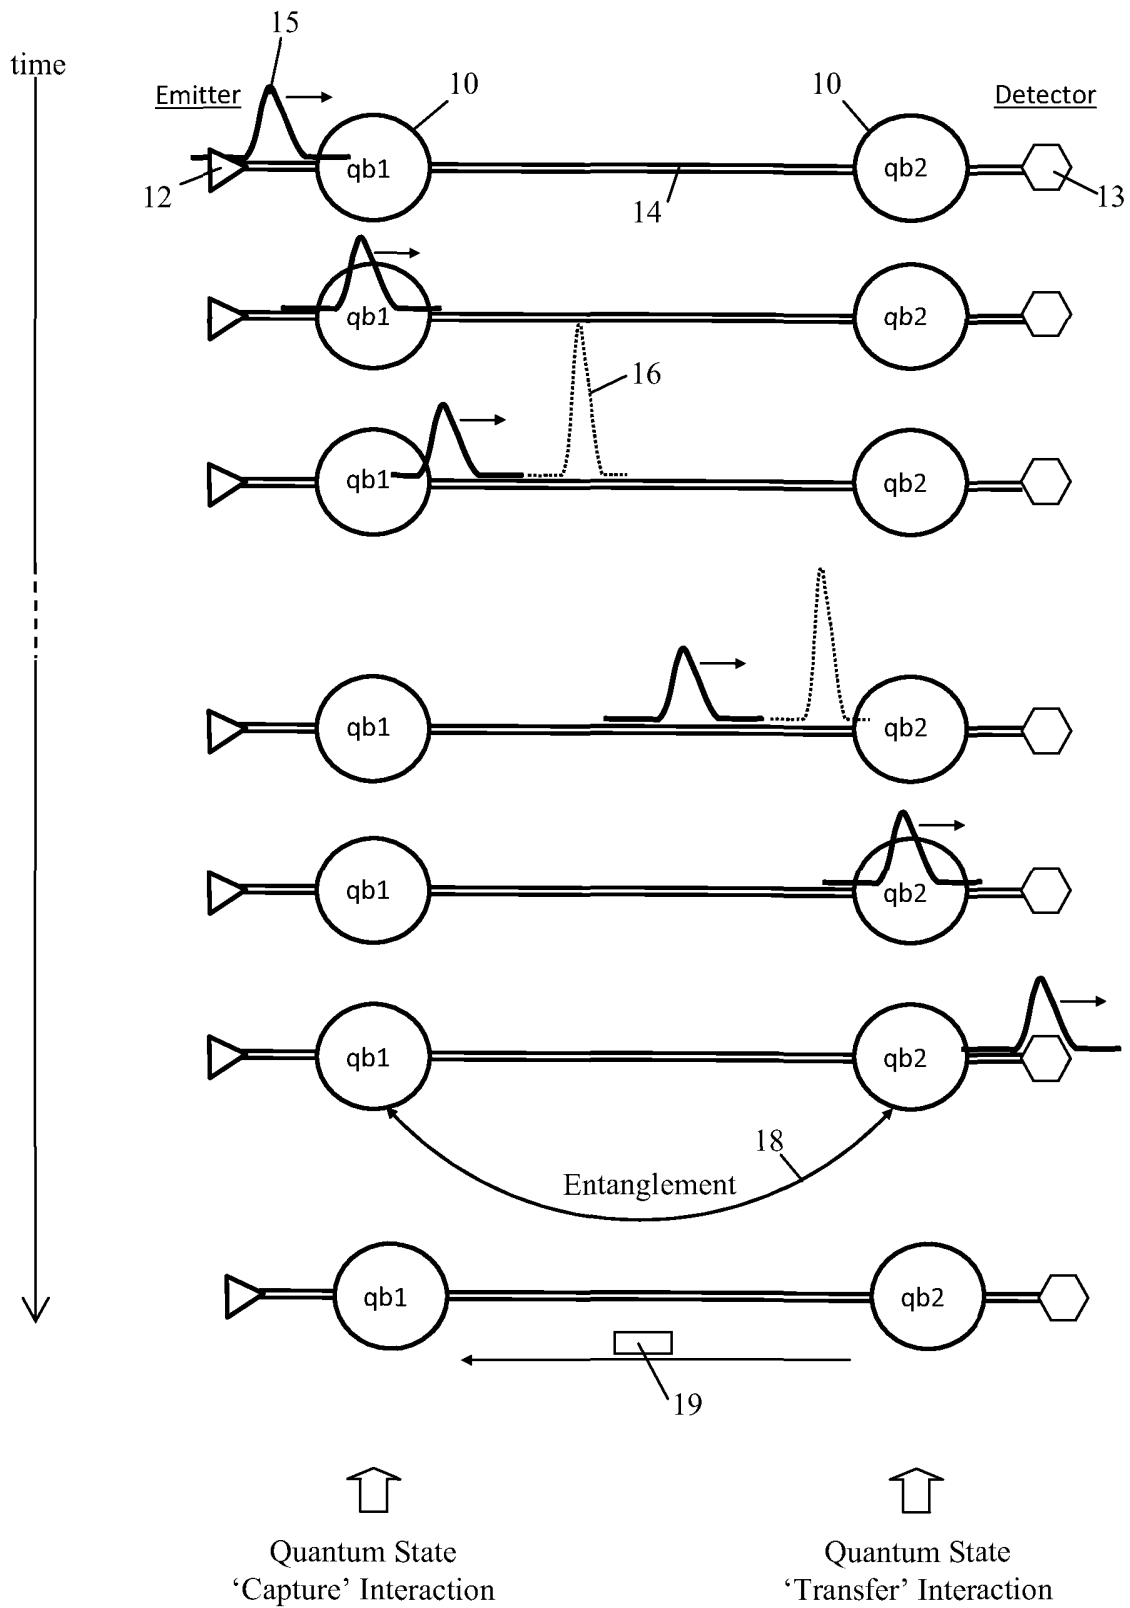 15
time
Emitter
10
10
Detector
12
qb1
14
qb2
13
qb1
qb2
16
qb1
qb2
qb1
qb2
qb1
qb2
qb1
qb2
18
Entanglement
qb1
qb2
19
Quantum State
‘Capture’ Interaction
Quantum State
‘Transfer’ Interaction